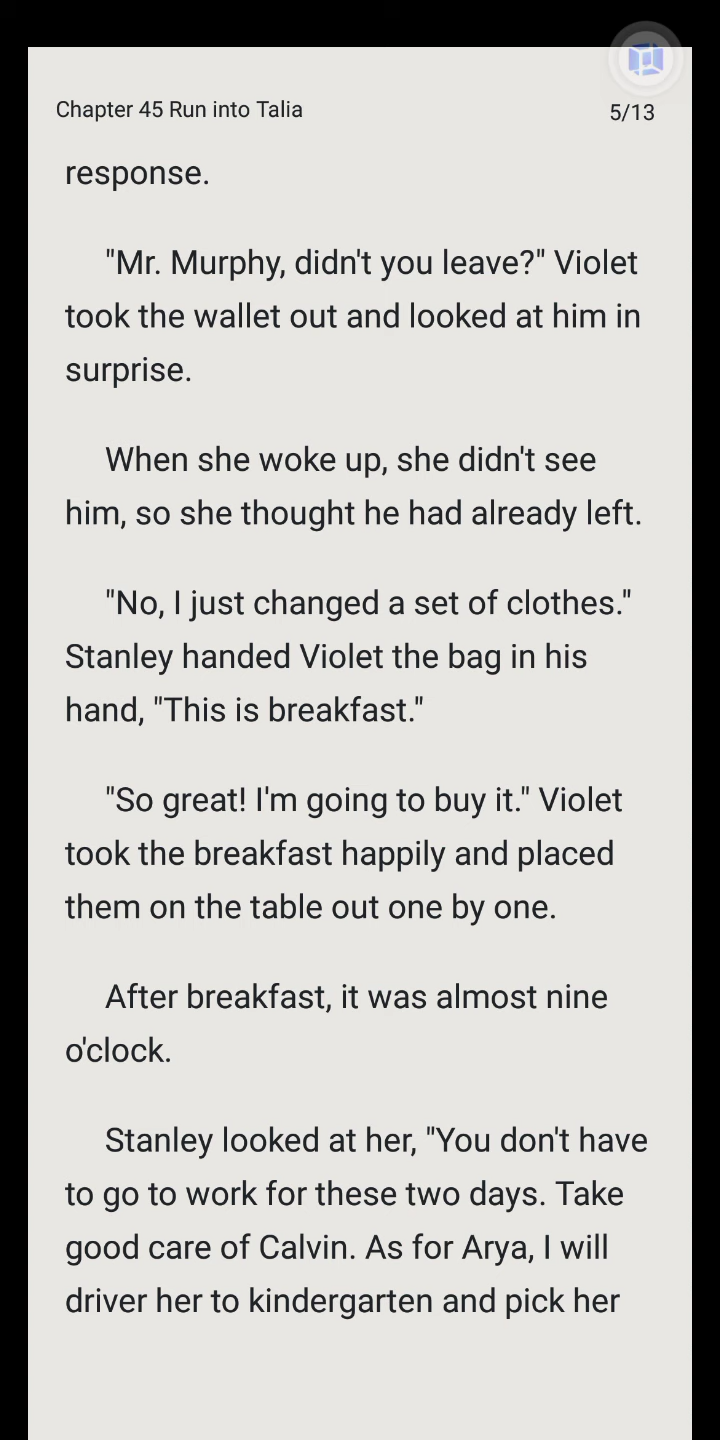 Chapter 45 Run into Talia
5/13
response.
"Mr. Murphy, didn't you leave?" Violet
took the wallet out and looked at him in
surprise.
When she woke up, she didn't see
him, so she thought he had already left.
"No, I just changed a set of clothes."
Stanley handed Violet the bag in his
hand, "This is breakfast."
"So great! I'm going to buy it." Violet
took the breakfast happily and placed
them on the table out one by one.
After breakfast, it was almost nine
o'clock.
Stanley looked at her, "You don't have
to go to work for these two days. Take
good care of Calvin. As for Arya, I will
driver her to kindergarten and pick her